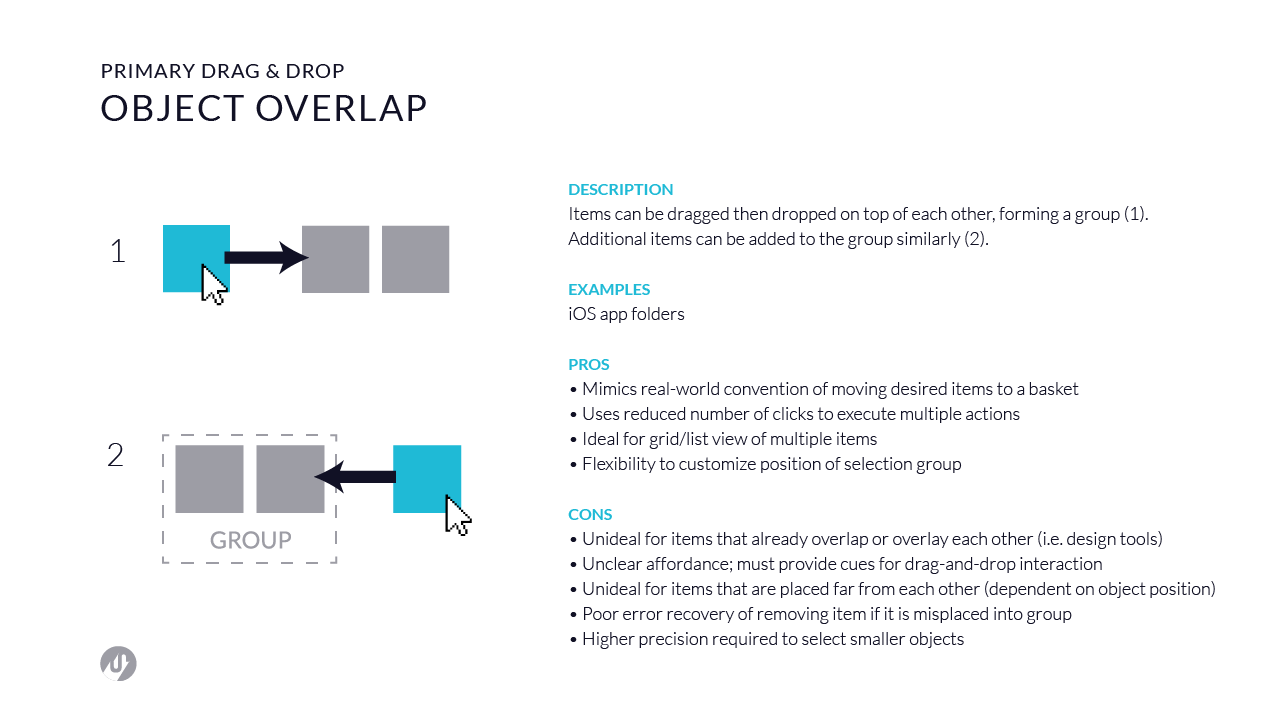 PRIMARY DRAG & DROP
OBJECT OVERLAP
1
2
GROUP
DESCRIPTION
Items can be dragged then dropped on top of each other, forming a group (1).
Additional items can be added to the group similarly (2).
EXAMPLES
iOS app folders
PROS
• Mimics real-world convention of moving desired items to a basket
• Uses reduced number of clicks to execute multiple actions
• Ideal for grid/list view of multiple items
• Flexibility to customize position of selection group
CONS
• Unideal for items that already overlap or overlay each other (i.e. design tools)
• Unclear affordance; must provide cues for drag-and-drop interaction
• Unideal for items that are placed far from each other (dependent on object position)
• Poor error recovery of removing item if it is misplaced into group
• Higher precision required to select smaller objects